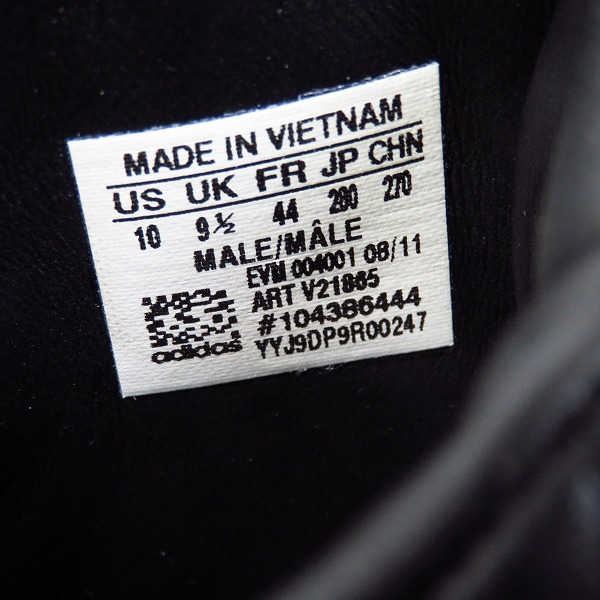 MADE IN VIETNAM
US UK FR JP CHN
10 9½ 44 280 270
MALE/MÂLE
EVM 004001 08/11
ART V21865
#104386444
adidas YYJ9DP9R00247